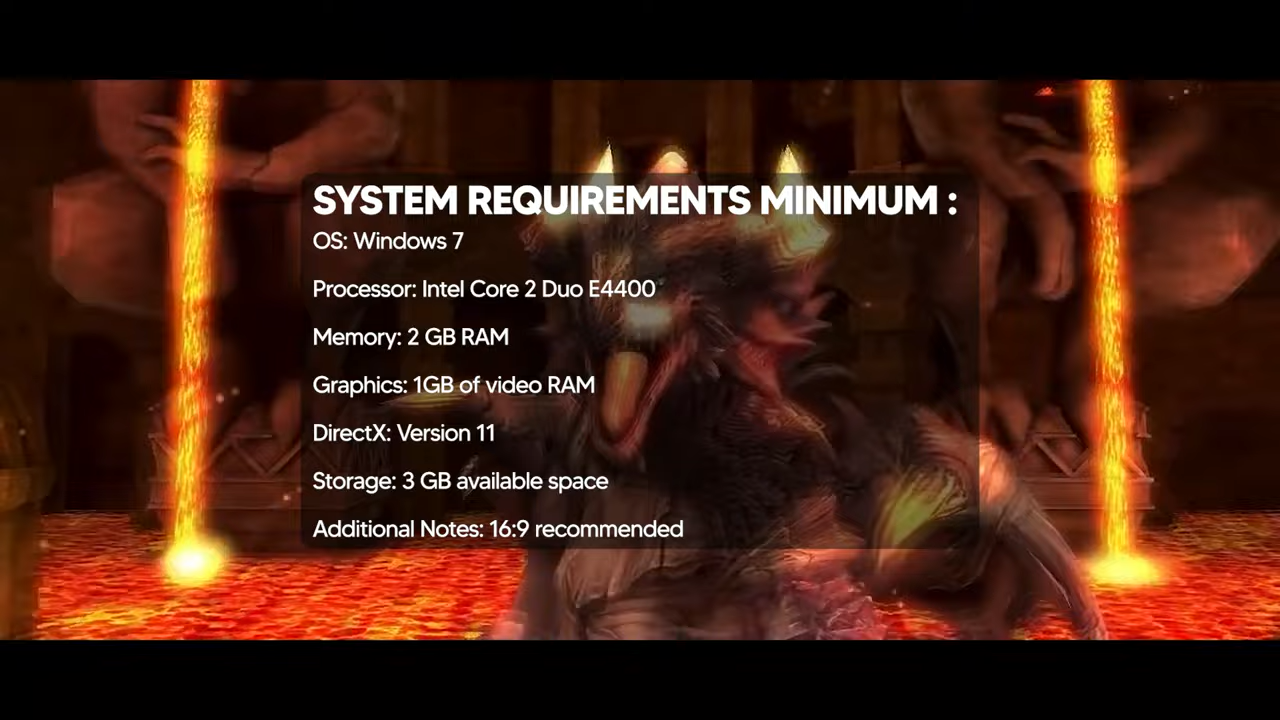 SYSTEM REQUIREMENTS MINIMUM :
OS: Windows 7
Processor: Intel Core 2 Duo E4400
Memory: 2 GB RAM
Graphics: 1GB of video RAM
DirectX: Version 11
Storage: 3 GB available space
Additional Notes: 16:9 recommended